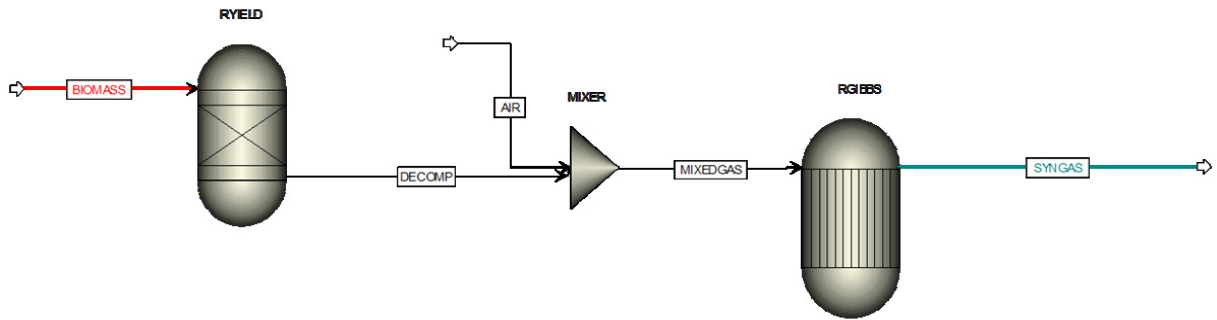 RYIELD
BIOMASS
AIR
MIXER
DECOMP
MIXEDGAS
RGIBBS
SYNGAS